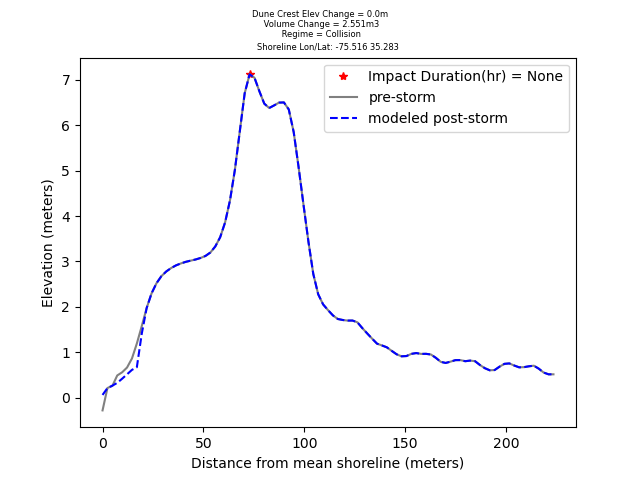 Dune Crest Elev Change = 0.0m
Volume Change = 2.551m3
Regime = Collision
Shoreline Lon/Lat: -75.516 35.283
Impact Duration(hr) = None
pre-storm
modeled post-storm
7
6
5
4
3
2
1
0
Elevation (meters)
0 50 100 150 200
Distance from mean shoreline (meters)